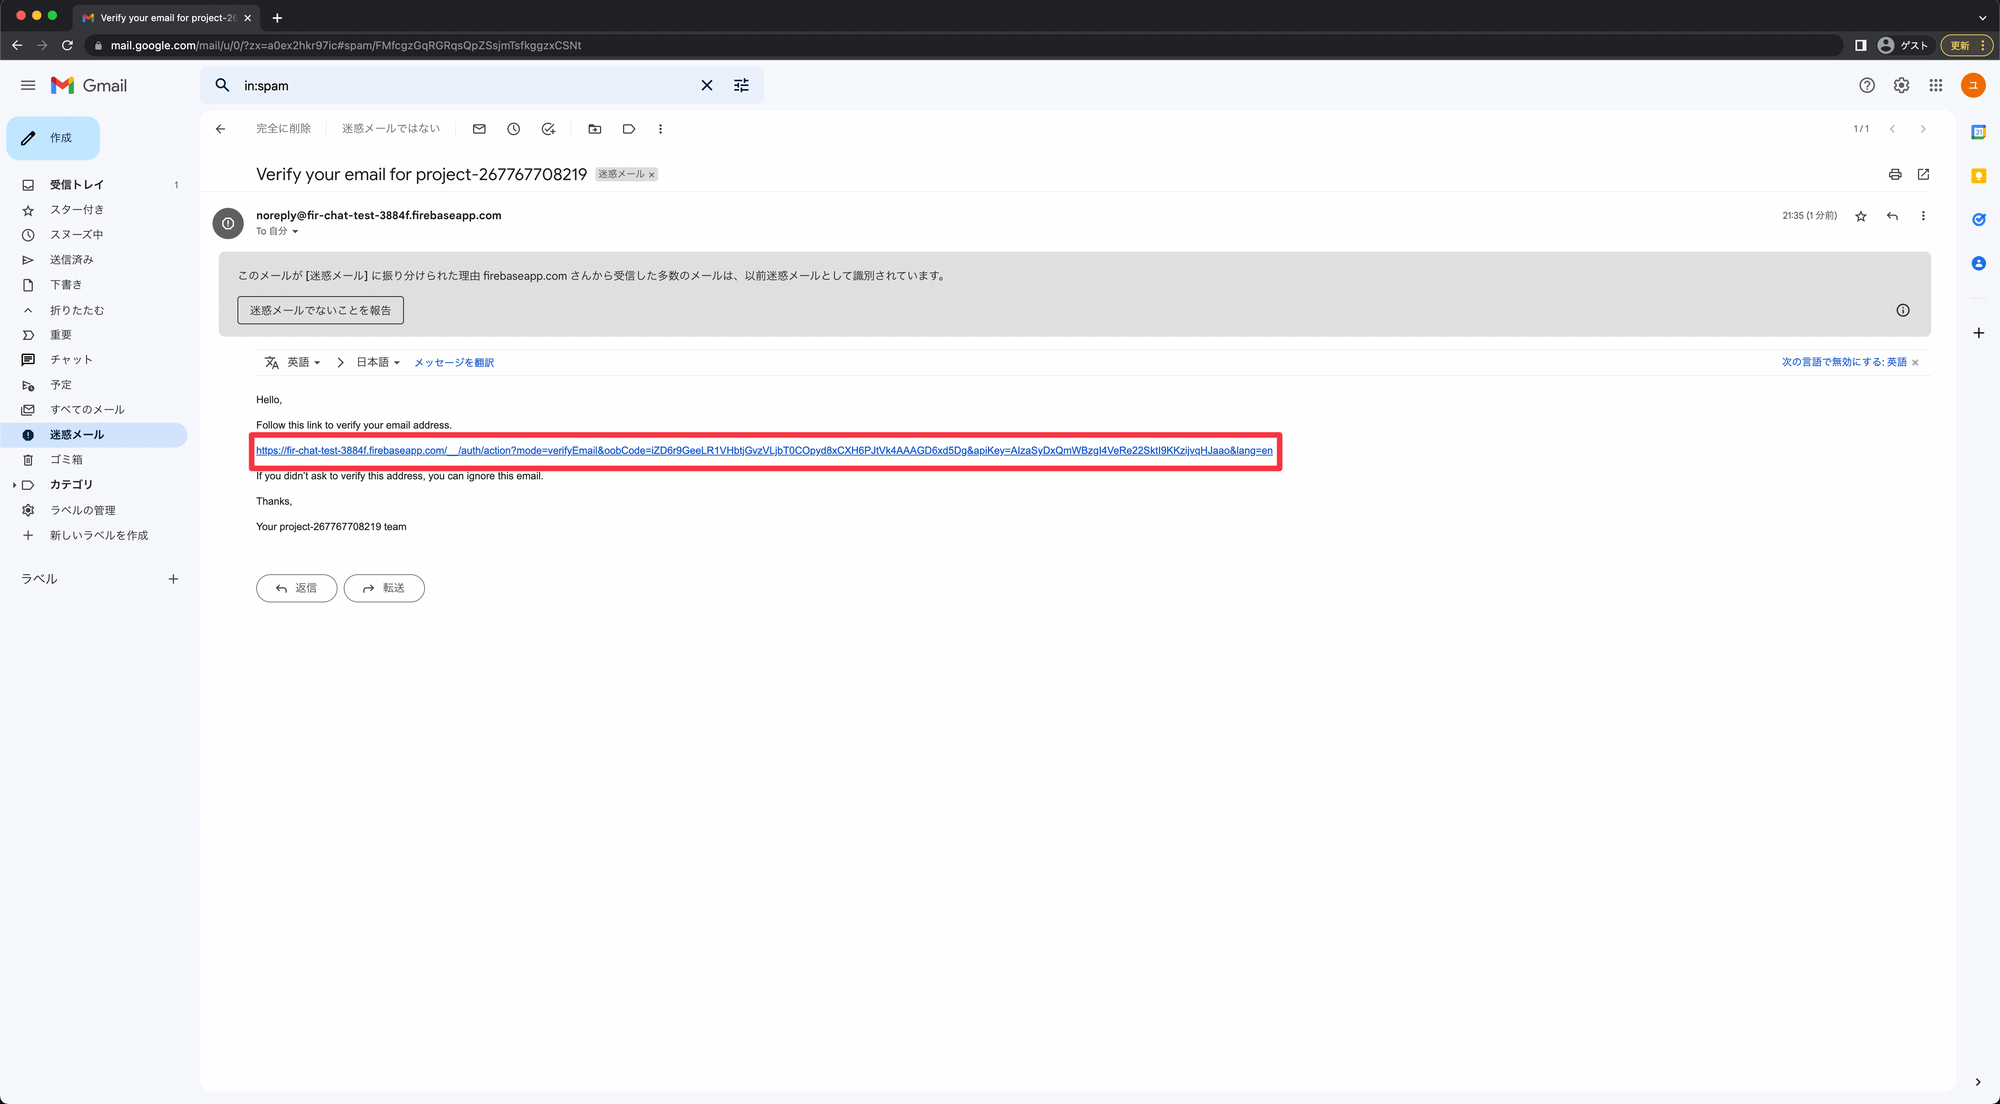 Verify your email for project-26
mail.google.com/mail/u/0/?zx=a0ex2hkr97ic#spam/FMfcgzGqRGRqsQpZSsjmTsfkggzxCSNt
ゲスト
更新
Gmail
in:spam
ユ
作成
完全に削除
迷惑メールではない
1/1
31
受信トレイ
1
スター付き
スヌーズ中
送信済み
下書き
折りたたむ
重要
チャット
予定
すべてのメール
迷惑メール
ゴミ箱
カテゴリ
ラベルの管理
新しいラベルを作成
ラベル
Verify your email for project-267767708219
迷惑メール ×
noreply@fir-chat-test-3884f.firebaseapp.com
To 自分
21:35 (1 分前)
このメールが [迷惑メール] に振り分けられた理由 firebaseapp.com さんから受信した多数のメールは、以前迷惑メールとして識別されています。
迷惑メールでないことを報告
英語
日本語
メッセージを翻訳
次の言語で無効にする: 英語 ×
Hello,
Follow this link to verify your email address.
https://fir-chat-test-3884f.firebaseapp.com/__/auth/action?mode=verifyEmail&oobCode=iZD6r9GeeLR1VHbtjGvzVLjbT0COpyd8xCXH6PJtVk4AAAGD6xd5Dg&apiKey=AIzaSyDxQmWBzgI4VeRe22SktI9KKzijvqHJaao&lang=en
If you didn't ask to verify this address, you can ignore this email.
Thanks,
Your project-267767708219 team
返信
転送